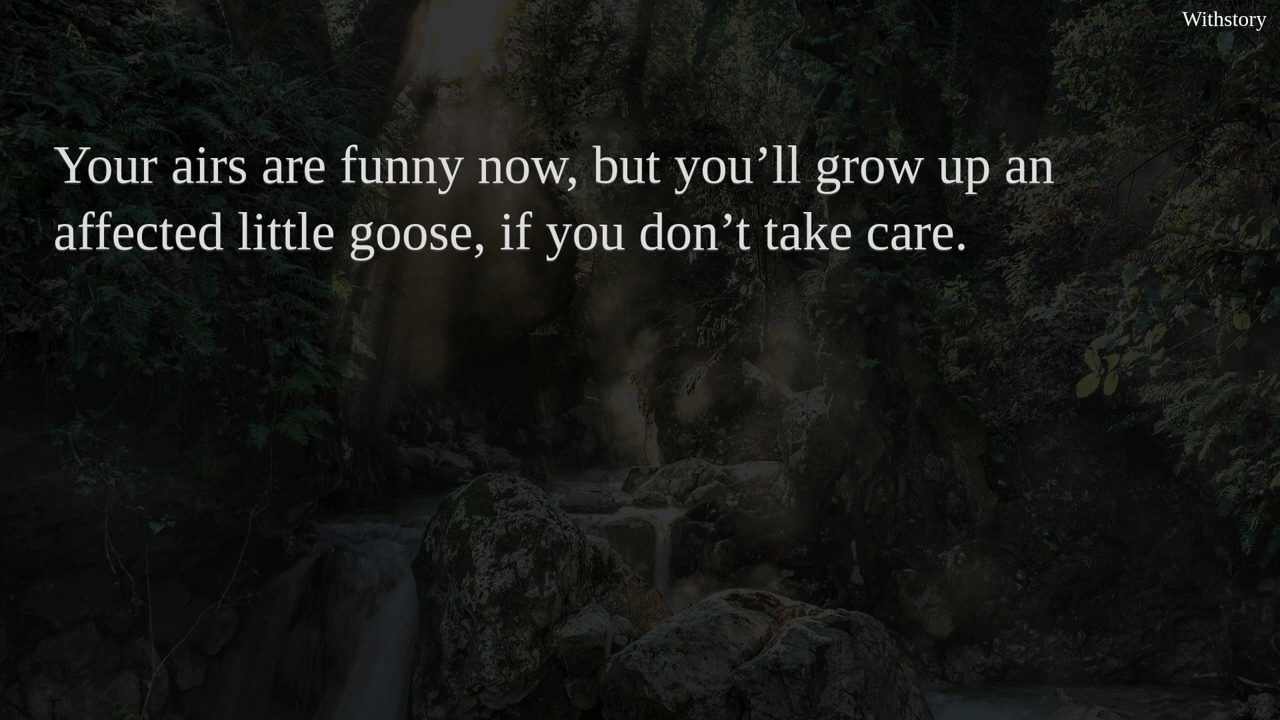 Withstory
Your airs are funny now, but you’ll grow up an
affected little goose, if you don’t take care.